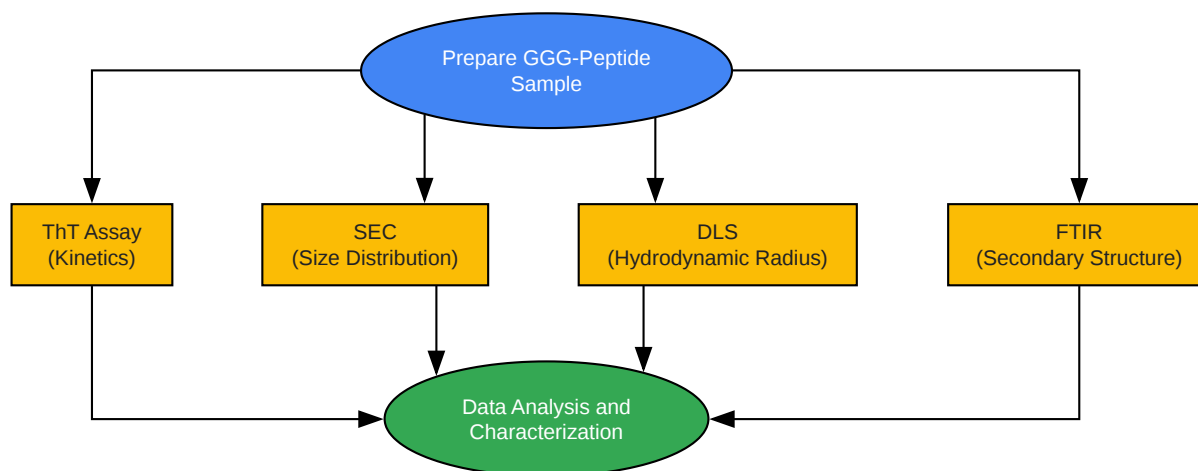 Prepare GGG-Peptide
Sample
ThT Assay
(Kinetics)
SEC
(Size Distribution)
DLS
(Hydrodynamic Radius)
FTIR
(Secondary Structure)
Data Analysis and
Characterization